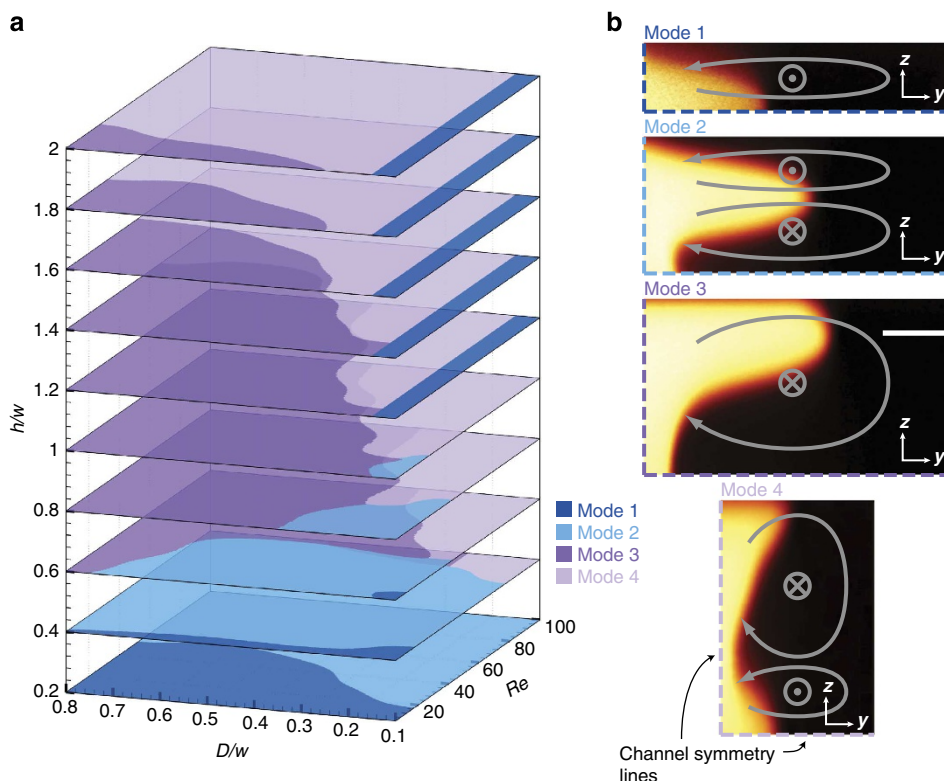 a
2
1.8
1.6
1.4
1.2
1
0.8
0.6
0.4
0.2
h/w
0.8 0.7 0.6 0.5 0.4 0.3 0.2 0.1
D/w
20 40 60 80 100
Re
Mode 1
Mode 2
Mode 3
Mode 4
b
Mode 1
z
y
Mode 2
z
y
Mode 3
z
y
Mode 4
z
y
Channel symmetry
lines